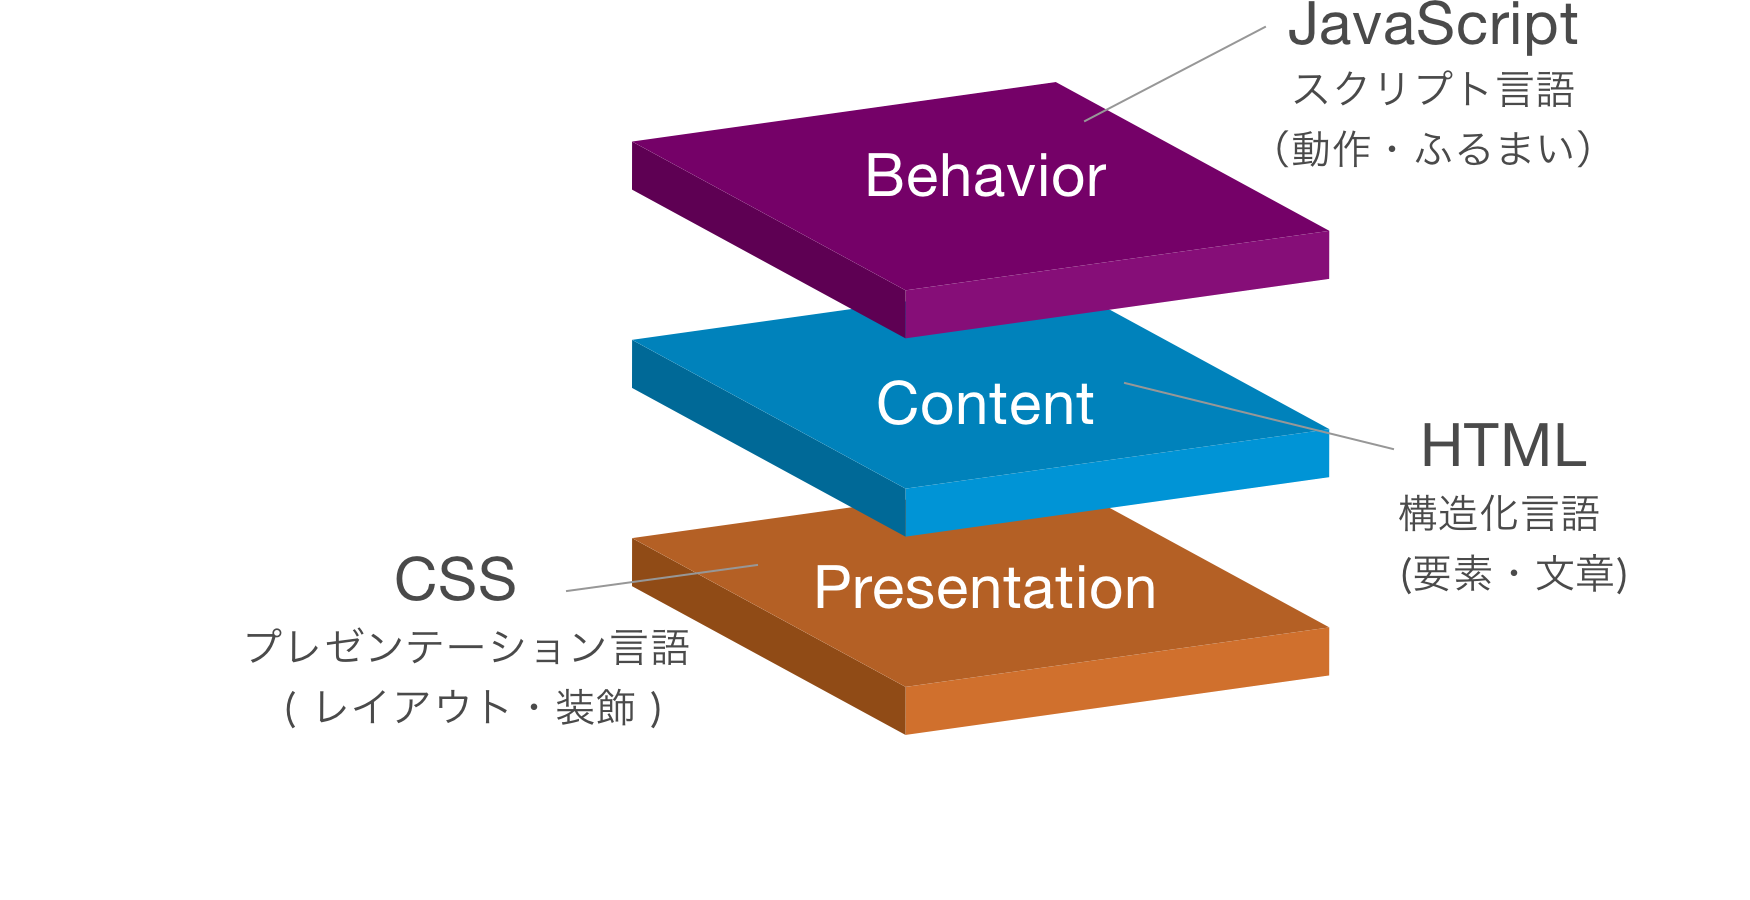 JavaScript
スクリプト言語
（動作・ふるまい）
Behavior
Content
HTML
構造化言語
(要素・文章)
CSS
プレゼンテーション言語
( レイアウト・装飾 )
Presentation